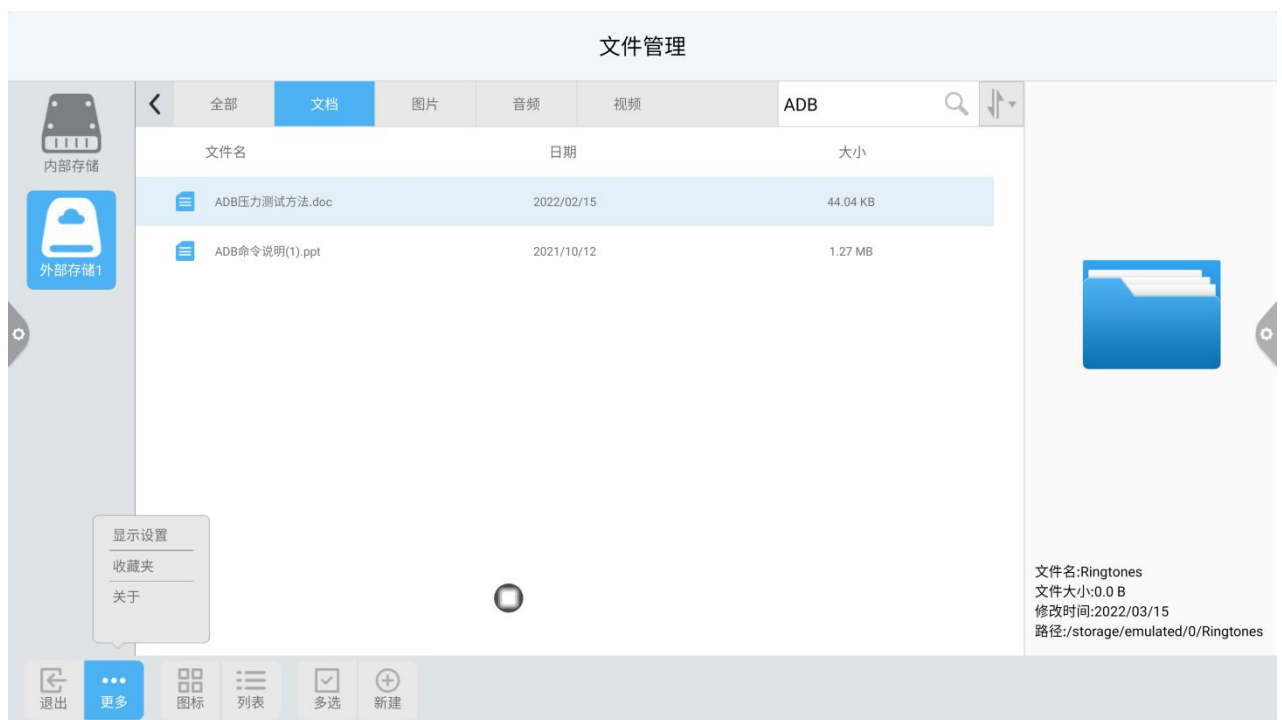 文件管理
内部存储
外部存储1
全部 文档 图片 音频 视频 ADB
文件名 日期 大小
ADB压力测试方法.doc 2022/02/15 44.04 KB
ADB命令说明(1).ppt 2021/10/12 1.27 MB
显示设置
收藏夹
关于
文件名:Ringtones
文件大小:0.0 B
修改时间:2022/03/15
路径:/storage/emulated/0/Ringtones
退出 更多 图标 列表 多选 新建